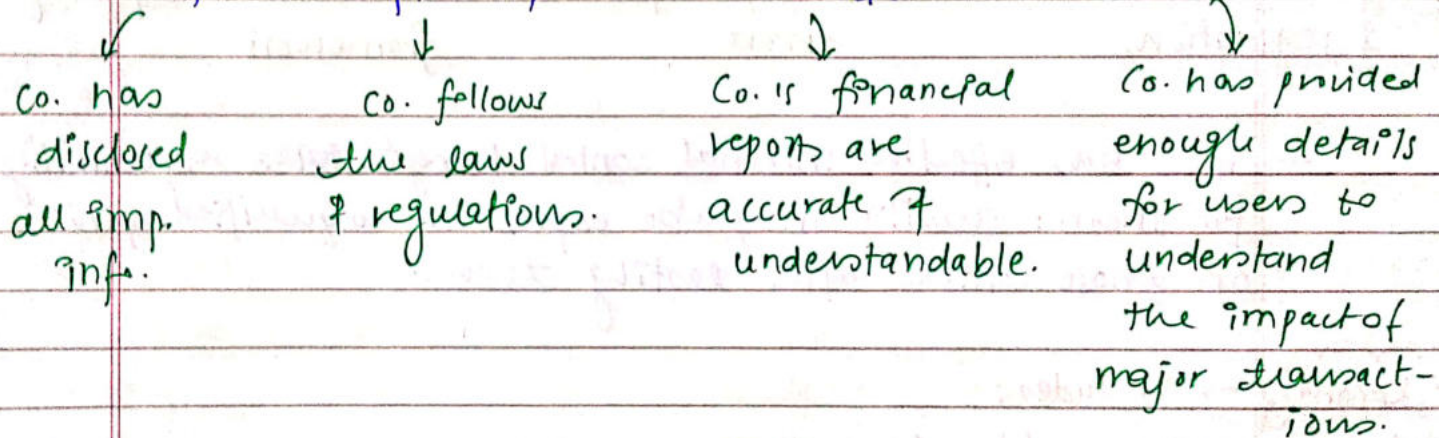 Co. has
disclosed
all imp.
inf.
co. follows
the laws
& regulations.
Co. is financial
reports are
accurate &
understandable.
Co. has provided
enough details
for users to
understand
the impact of
major transact-
ions.